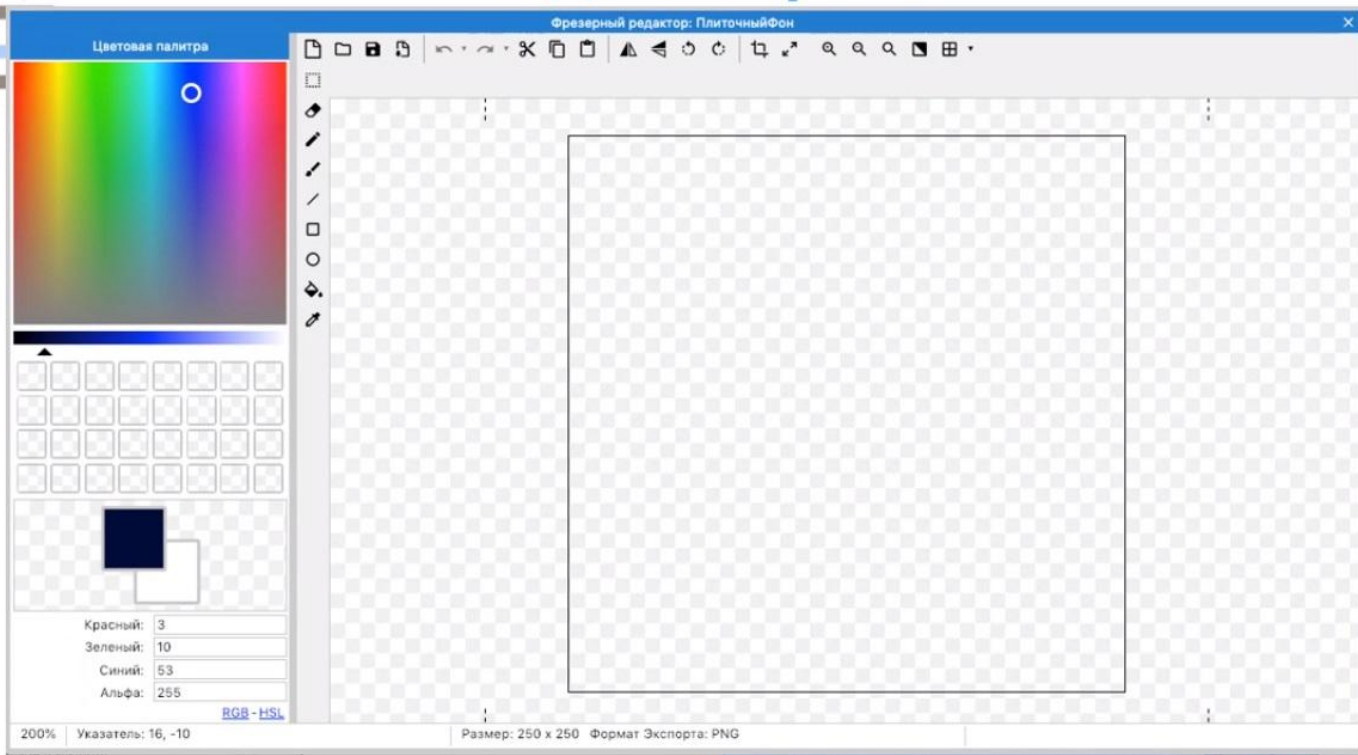 Фрезерный редактор: ПлиточныйФон
Цветовая палитра
Красный: 3
Зеленый: 10
Синий: 53
Альфа: 255
RGB - HSL
200% Указатель: 16, -10 Размер: 250 x 250 Формат Экспорта: PNG